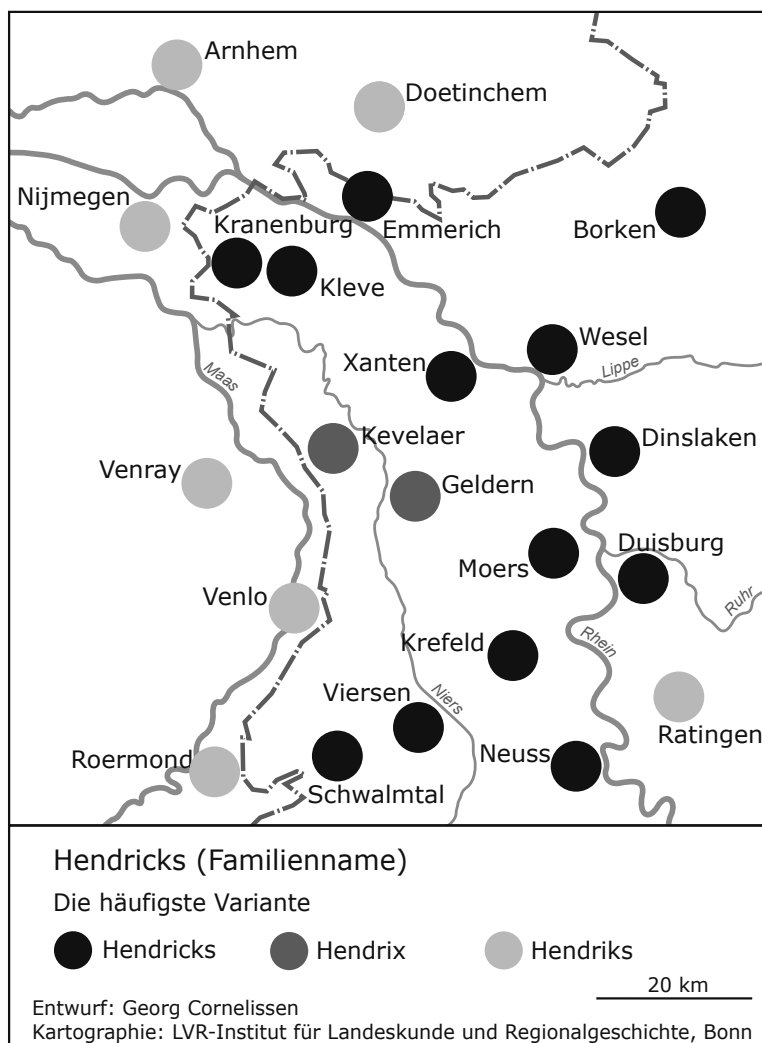 Arnhem
Doetinchem
Nijmegen
Kranenburg
Emmerich
Borken
Kleve
Wesel
Xanten
Lippe
Maas
Kevelaer
Dinslaken
Venray
Geldern
Duisburg
Moers
Venlo
Ruhr
Krefeld
Rhein
Viersen
Niers
Ratingen
Roermond
Neuss
Schwalmtal
Hendricks (Familienname)
Die häufigste Variante
Hendricks
Hendrix
Hendriks
20 km
Entwurf: Georg Cornelissen
Kartographie: LVR-Institut für Landeskunde und Regionalgeschichte, Bonn